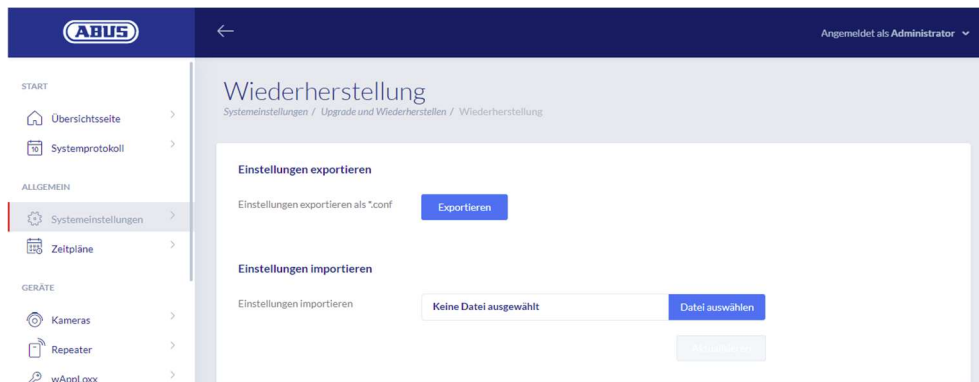 ABUS
Angemeldet als Administrator
START
Übersichtsseite
Systemprotokoll
ALLGEMEIN
Systemeinstellungen
Zeitpläne
GERÄTE
Kameras
Repeater
wAppLoxx
Wiederherstellung
Systemeinstellungen / Upgrade und Wiederherstellen / Wiederherstellung
Einstellungen exportieren
Einstellungen exportieren als *.conf
Exportieren
Einstellungen importieren
Einstellungen importieren
Keine Datei ausgewählt
Datei auswählen